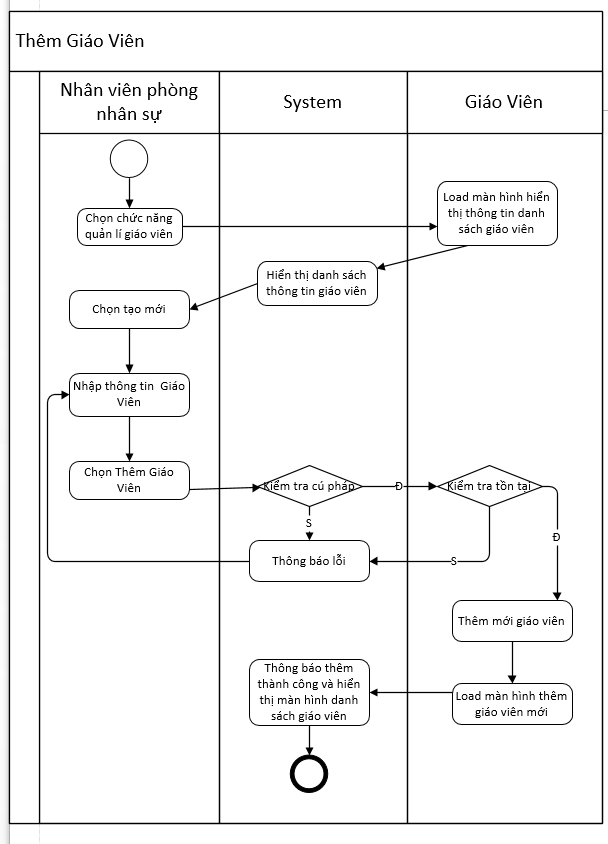 Thêm Giáo Viên
Nhân viên phòng
nhân sự
System
Giáo Viên
Chọn chức năng
quản lí giáo viên
Load màn hình hiển
thị thông tin danh
sách giáo viên
Hiển thị danh sách
thông tin giáo viên
Chọn tạo mới
Nhập thông tin Giáo
Viên
Chọn Thêm Giáo
Viên
Kiểm tra cú pháp
Đ
Kiểm tra tồn tại
S
Đ
Thông báo lỗi
S
Thêm mới giáo viên
Thông báo thêm
thành công và hiển
thị màn hình danh
sách giáo viên
Load màn hình thêm
giáo viên mới